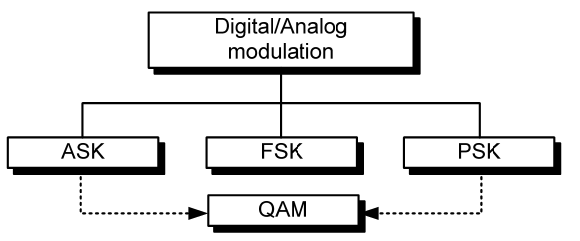 Digital/Analog
modulation
ASK
FSK
PSK
QAM